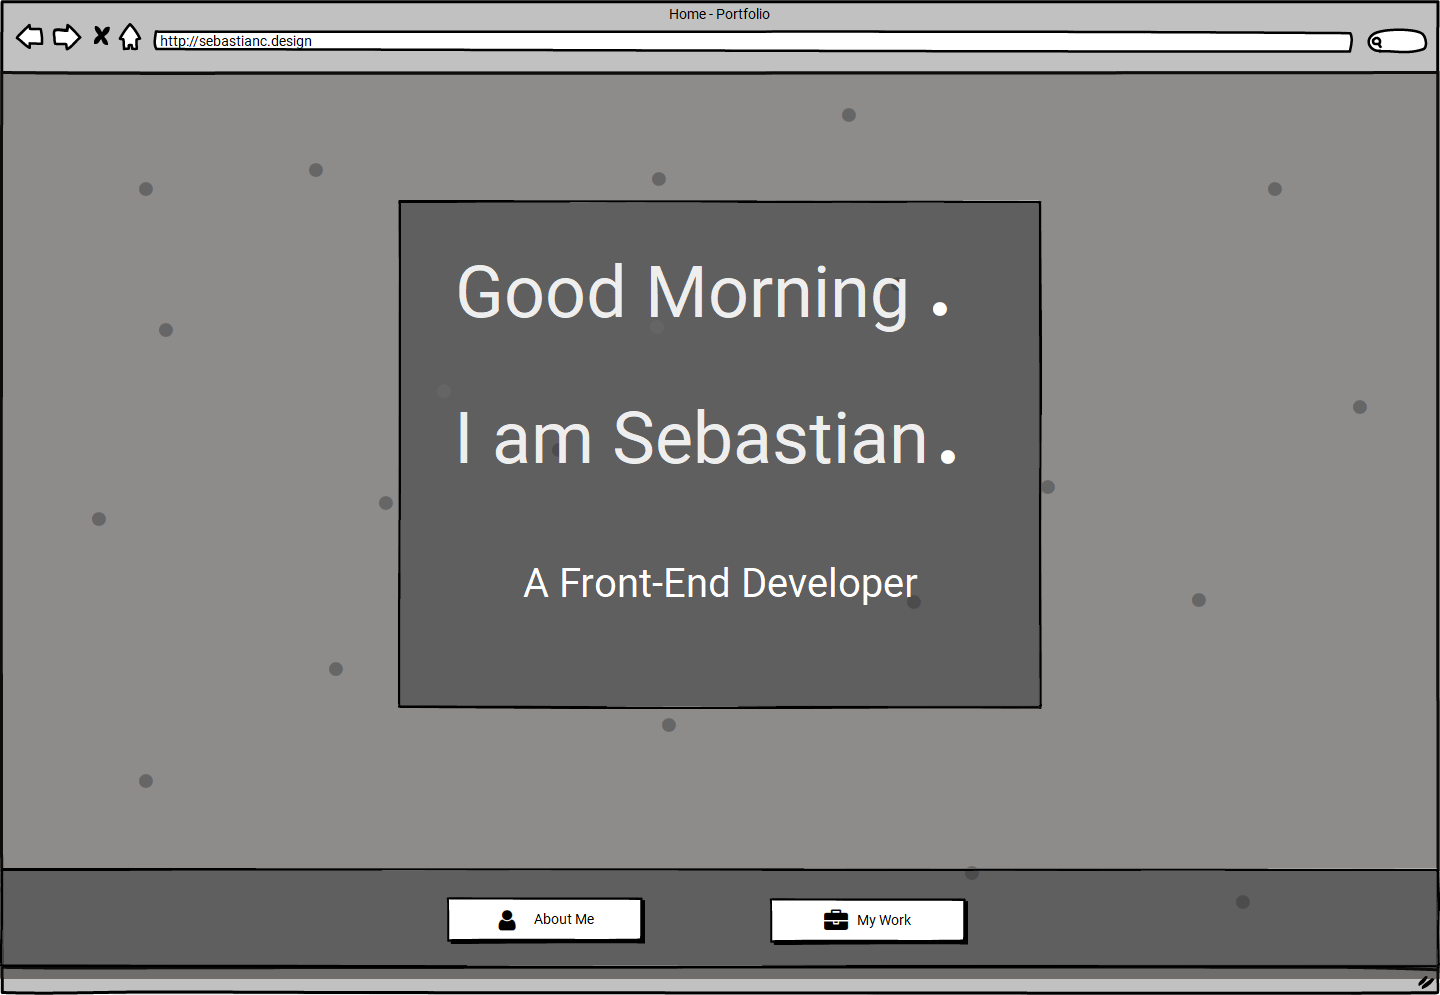 Home - Portfolio
http://sebastianc.design
Good Morning .
I am Sebastian.
A Front-End Developer
About Me
My Work